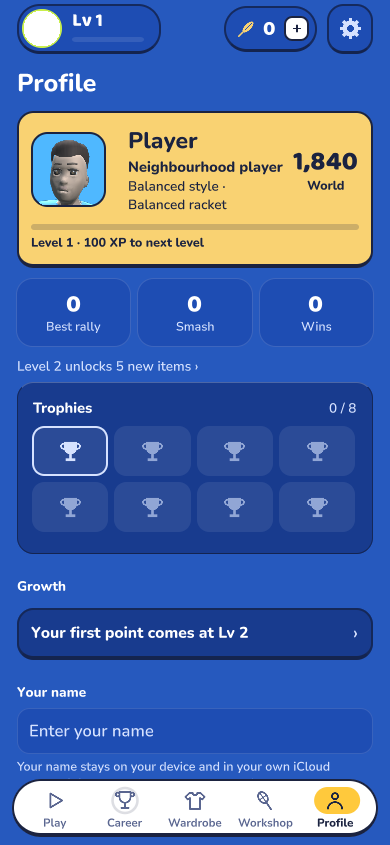 Lv 1
0
+
Profile
Player
Neighbourhood player
1,840
World
Balanced style ·
Balanced racket
Level 1 · 100 XP to next level
0
Best rally
0
Smash
0
Wins
Level 2 unlocks 5 new items ›
Trophies
0 / 8
Growth
Your first point comes at Lv 2 ›
Your name
Enter your name
Your name stays on your device and in your own iCloud
Play
Career
Wardrobe
Workshop
Profile